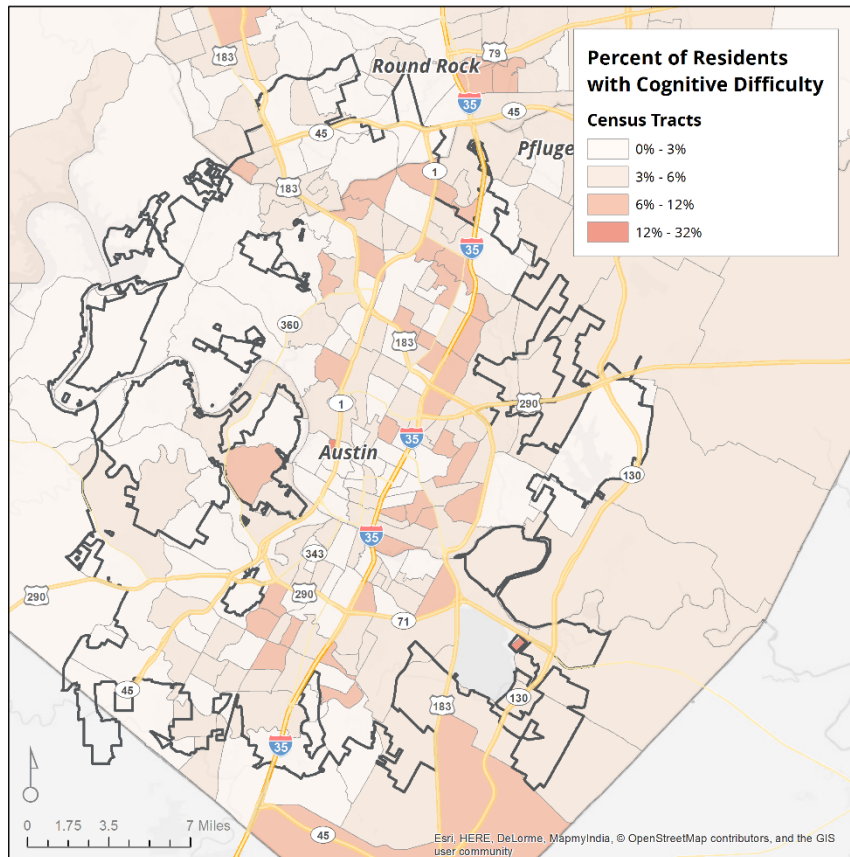 183
79
Round Rock
35
45
45
Pfluge
1
183
35
360
183
1
290
35
Austin
130
35
343
290
290
71
45
183
130
35
45
Percent of Residents
with Cognitive Difficulty
Census Tracts
0% - 3%
3% - 6%
6% - 12%
12% - 32%
0 1.75 3.5 7 Miles
Esri, HERE, DeLorme, MapmyIndia, © OpenStreetMap contributors, and the GIS
user community